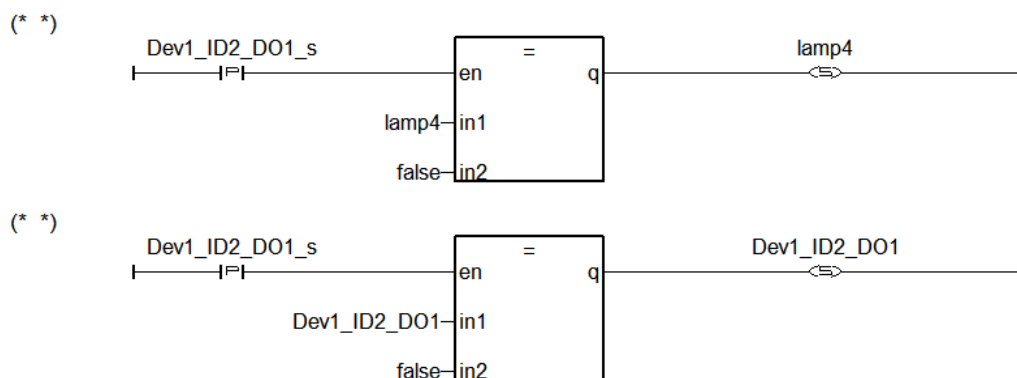 (* *)
Dev1_ID2_DO1_s
lamp4
P
=
S
en
q
lamp4
in1
false
in2
(* *)
Dev1_ID2_DO1_s
Dev1_ID2_DO1
P
=
S
en
q
Dev1_ID2_DO1
in1
false
in2